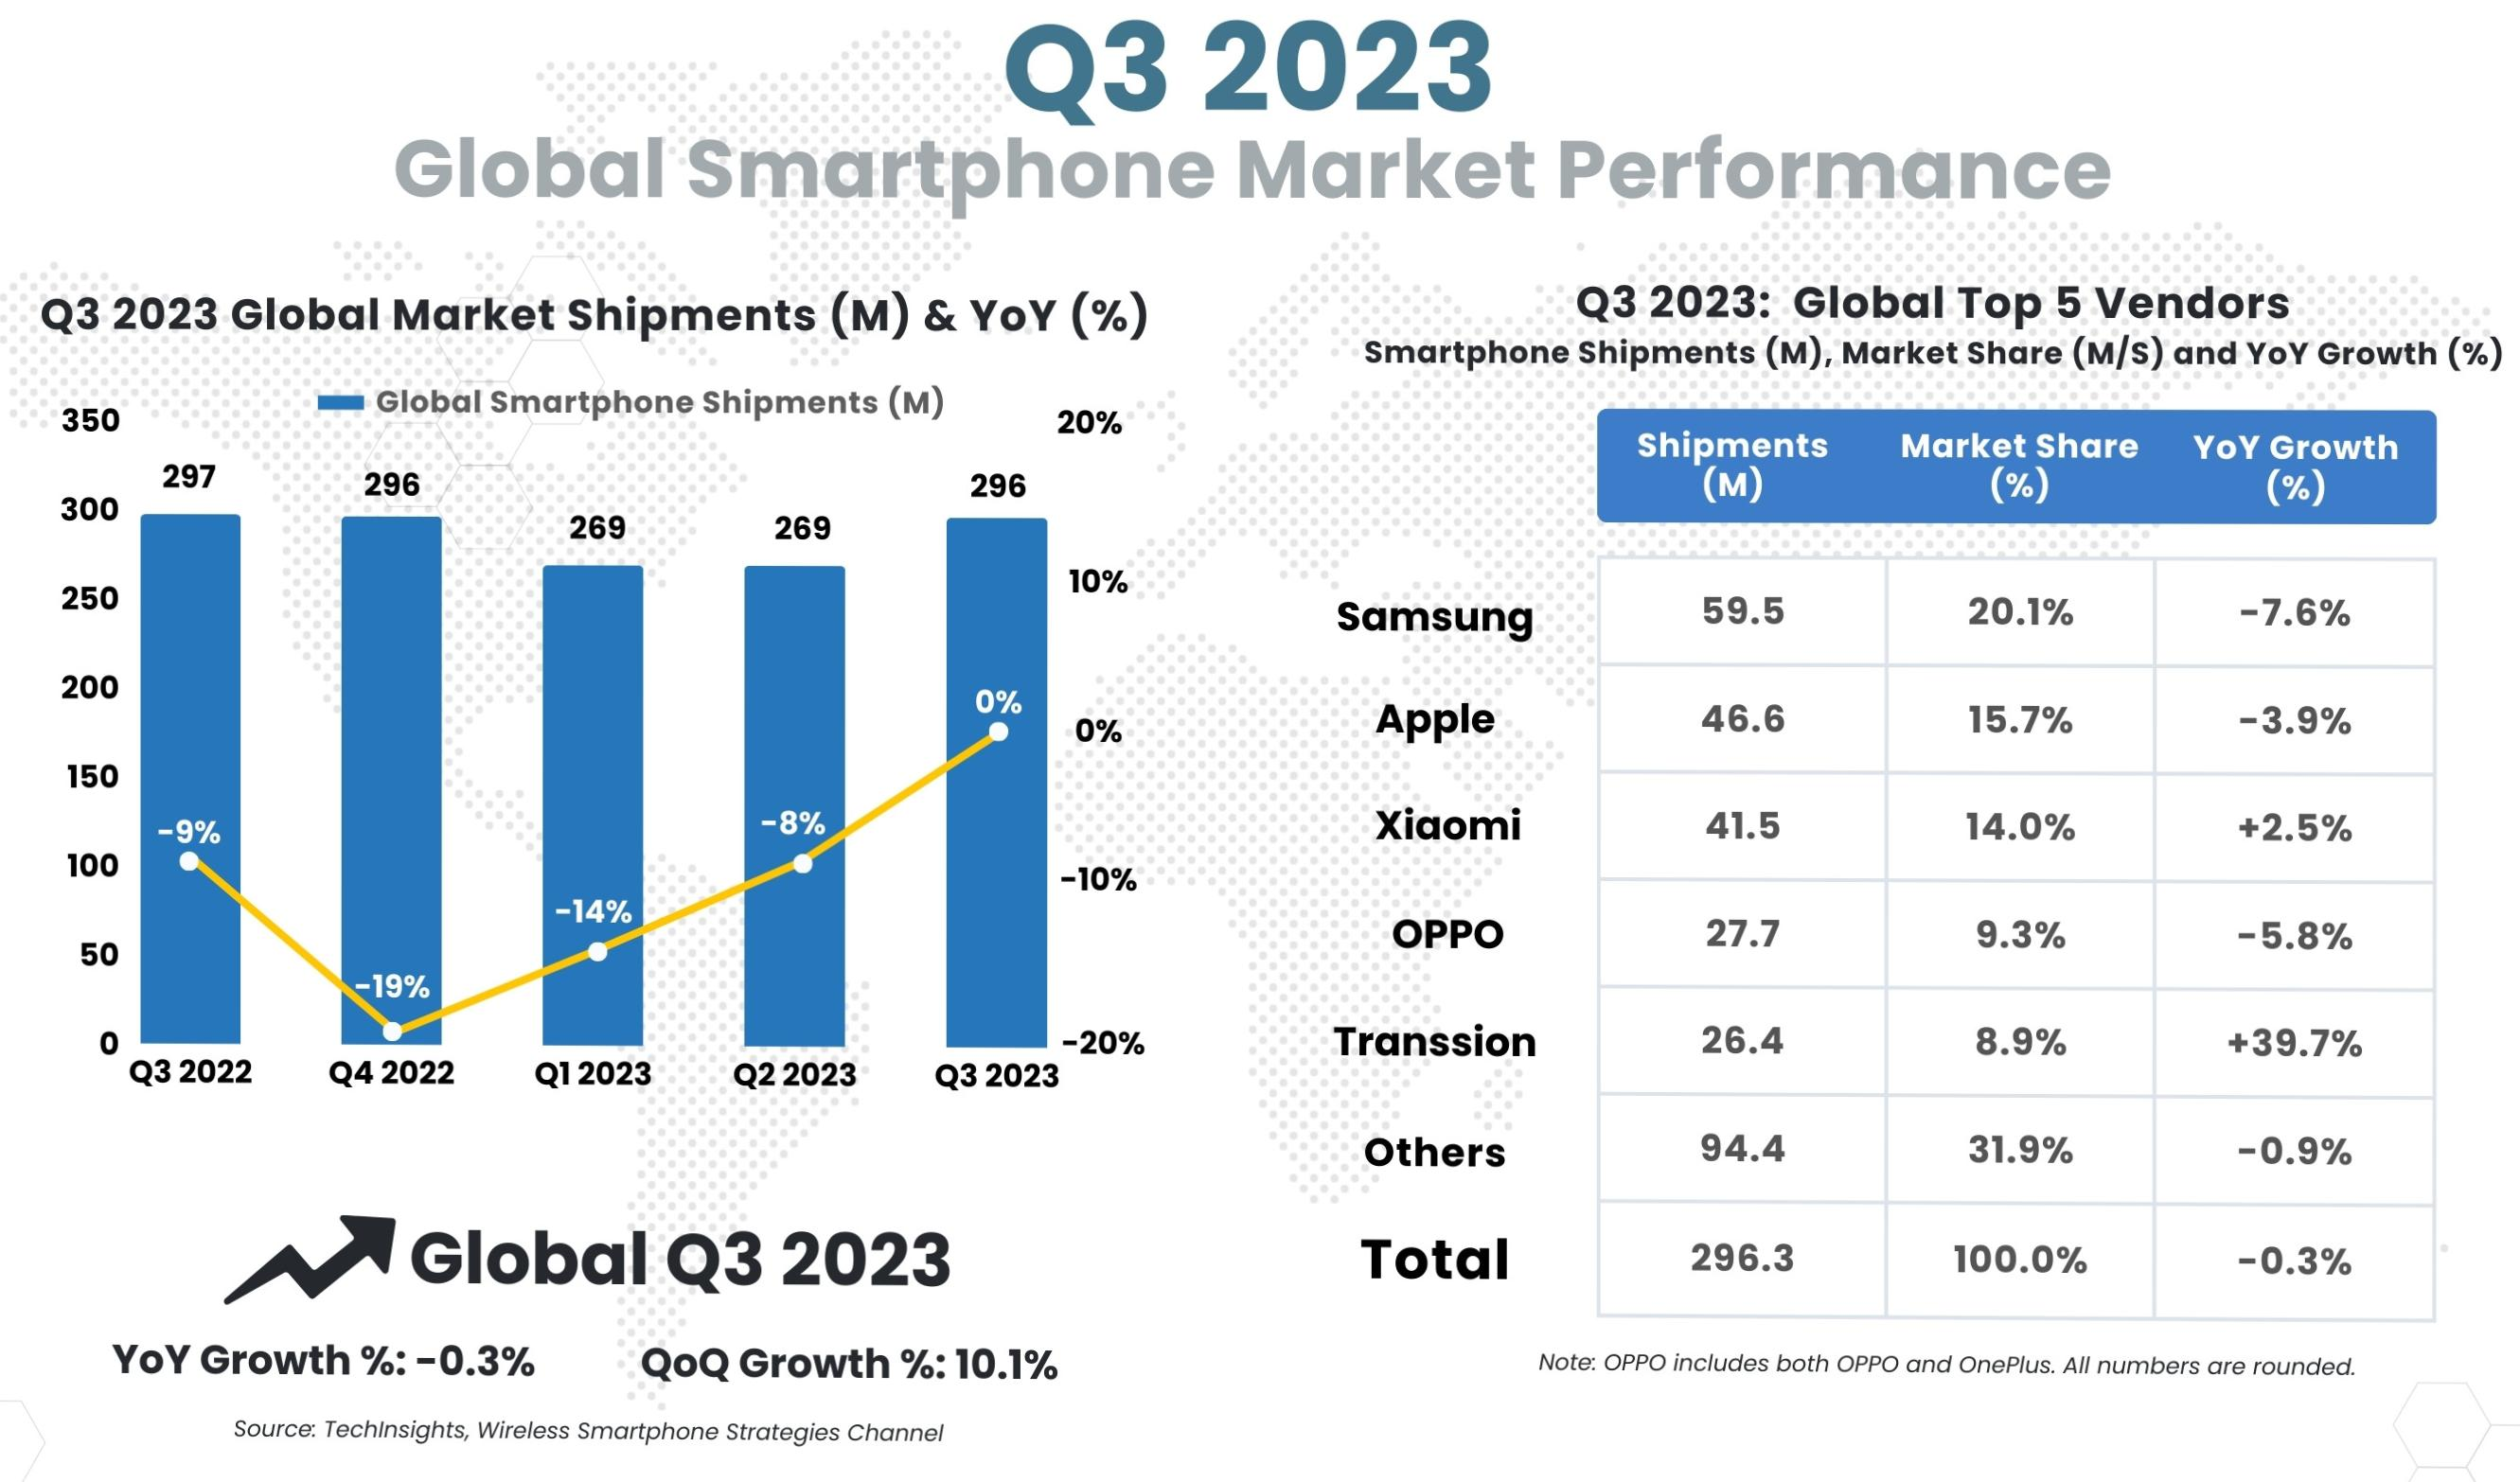 Q3 2023
Global Smartphone Market Performance
Q3 2023 Global Market Shipments (M) & YoY (%)
Global Smartphone Shipments (M)
350
300
250
200
150
100
50
0
20%
10%
0%
-10%
-20%
297
296
269
269
296
-9%
-19%
-14%
-8%
0%
Q3 2022
Q4 2022
Q1 2023
Q2 2023
Q3 2023
Global Q3 2023
YoY Growth %: -0.3%
QoQ Growth %: 10.1%
Source: TechInsights, Wireless Smartphone Strategies Channel
Q3 2023: Global Top 5 Vendors
Smartphone Shipments (M), Market Share (M/S) and YoY Growth (%)
Shipments (M) Market Share (%) YoY Growth (%)
Samsung 59.5 20.1% -7.6%
Apple 46.6 15.7% -3.9%
Xiaomi 41.5 14.0% +2.5%
OPPO 27.7 9.3% -5.8%
Transsion 26.4 8.9% +39.7%
Others 94.4 31.9% -0.9%
Total 296.3 100.0% -0.3%
Note: OPPO includes both OPPO and OnePlus. All numbers are rounded.